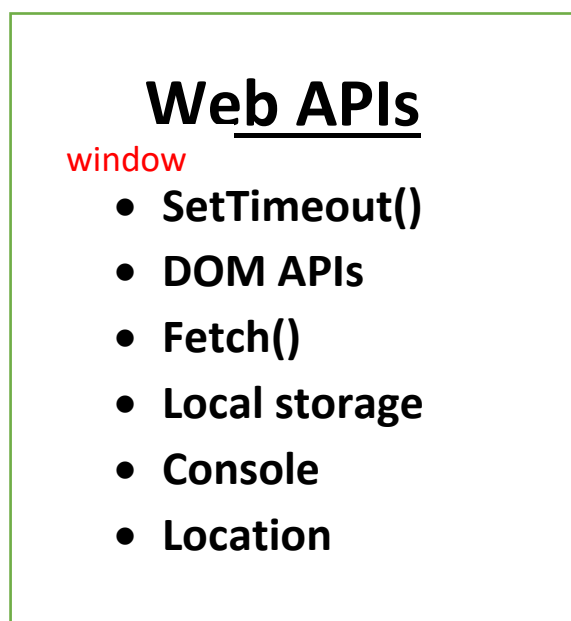 Web APIs
window
• SetTimeout()
• DOM APIs
• Fetch()
• Local storage
• Console
• Location